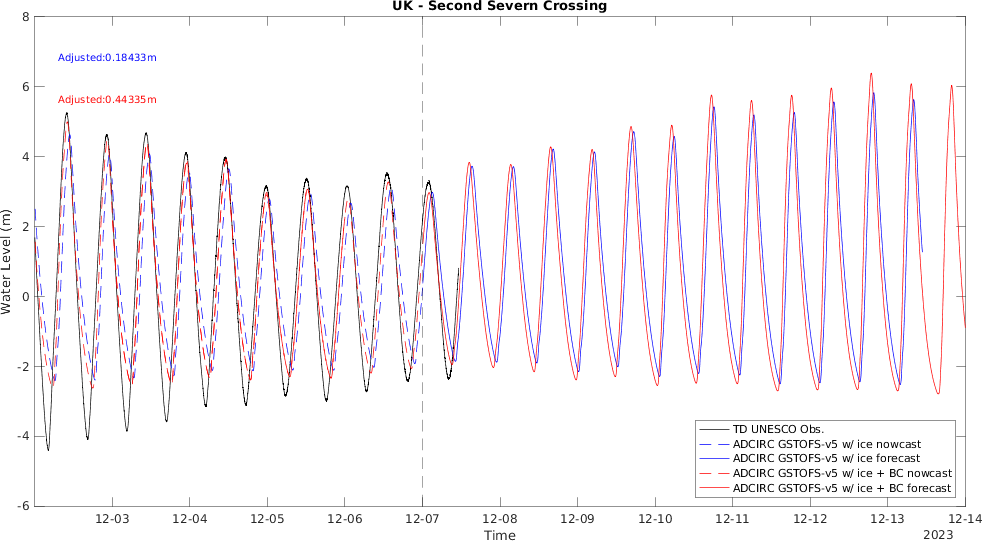 UK - Second Severn Crossing
8
6
4
2
0
-2
-4
-6
Water Level (m)
Adjusted:0.18433m
Adjusted:0.44335m
TD UNESCO Obs.
ADCIRC GSTOFS-v5 w/ ice nowcast
ADCIRC GSTOFS-v5 w/ ice forecast
ADCIRC GSTOFS-v5 w/ ice + BC nowcast
ADCIRC GSTOFS-v5 w/ ice + BC forecast
12-03 12-04 12-05 12-06 12-07 12-08 12-09 12-10 12-11 12-12 12-13 12-14
Time
2023